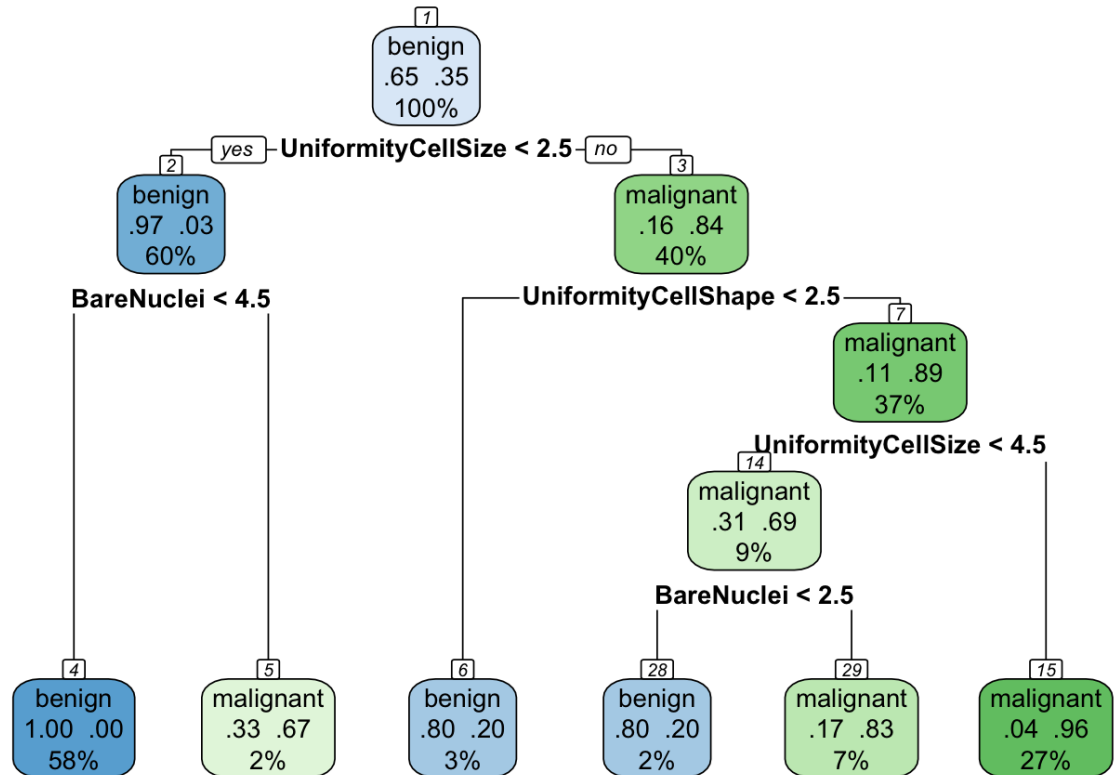 1
benign
.65 .35
100%
yes UniformityCellSize < 2.5 no
2
benign
.97 .03
60%
3
malignant
.16 .84
40%
BareNuclei < 4.5
UniformityCellShape < 2.5
7
malignant
.11 .89
37%
UniformityCellSize < 4.5
14
malignant
.31 .69
9%
BareNuclei < 2.5
4
benign
1.00 .00
58%
5
malignant
.33 .67
2%
6
benign
.80 .20
3%
28
benign
.80 .20
2%
29
malignant
.17 .83
7%
15
malignant
.04 .96
27%